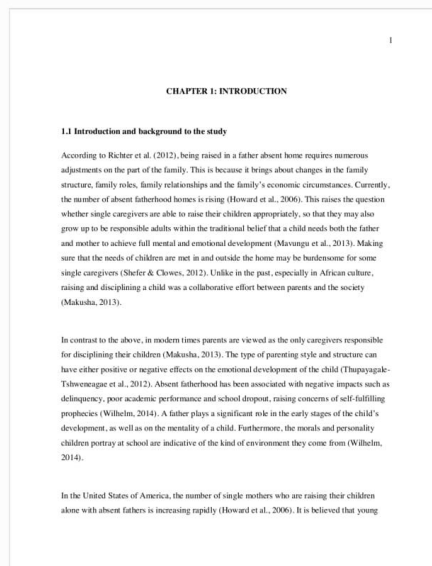 1
CHAPTER 1: INTRODUCTION
1.1 Introduction and background to the study
According to Richter et al. (2012), being raised in a father absent home requires numerous
adjustments on the part of the family. This is because it brings about changes in the family
structure, family roles, family relationships and the family's economic circumstances. Currently,
the number of absent fatherhood homes is rising (Howard et al., 2006). This raises the question
whether single caregivers are able to raise their children appropriately, so that they may also
grow up to be responsible adults within the traditional belief that a child needs both the father
and mother to achieve full mental and emotional development (Mavungu et al., 2013). Making
sure that the needs of children are met in and outside the home may be burdensome for some
single caregivers (Shefer & Clowes, 2012). Unlike in the past, especially in African culture,
raising and disciplining a child was a collaborative effort between parents and the society
(Makusha, 2013).
In contrast to the above, in modern times parents are viewed as the only caregivers responsible
for disciplining their children (Makusha, 2013). The type of parenting style and structure can
have either positive or negative effects on the emotional development of the child (Thupayagale-
Tshweneagae et al., 2012). Absent fatherhood has been associated with negative impacts such as
delinquency, poor academic performance and school dropout, raising concerns of self-fulfilling
prophecies (Wilhelm, 2014). A father plays a significant role in the early stages of the child's
development, as well as on the mentality of a child. Furthermore, the morals and personality
children portray at school are indicative of the kind of environment they come from (Wilhelm,
2014).
In the United States of America, the number of single mothers who are raising their children
alone with absent fathers is increasing rapidly (Howard et al., 2006). It is believed that young